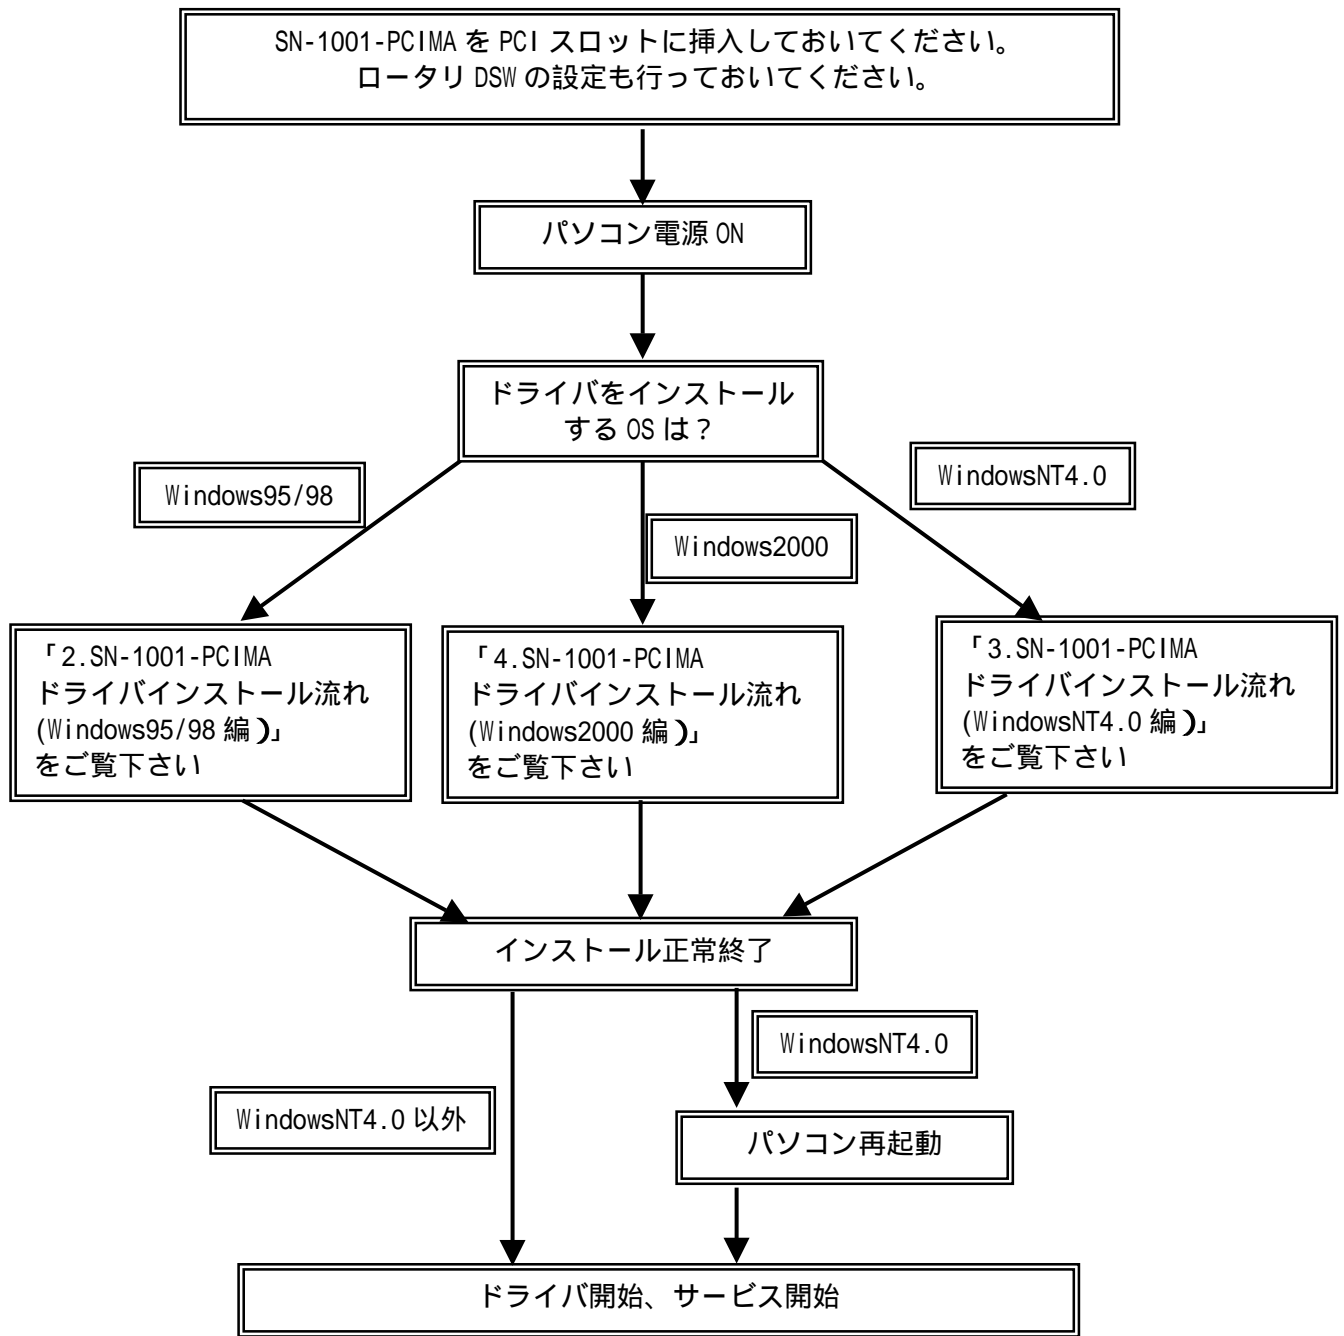 SN-1001-PCIMA を PCI スロットに挿入しておいてください。
ロータリ DSW の設定も行っておいてください。
パソコン電源 ON
ドライバをインストール
する OS は？
Windows95/98
Windows2000
WindowsNT4.0
「2.SN-1001-PCIMA
ドライバインストール流れ
(Windows95/98 編)」
をご覧下さい
「4.SN-1001-PCIMA
ドライバインストール流れ
(Windows2000 編)」
をご覧下さい
「3.SN-1001-PCIMA
ドライバインストール流れ
(WindowsNT4.0 編)」
をご覧下さい
インストール正常終了
WindowsNT4.0 以外
WindowsNT4.0
パソコン再起動
ドライバ開始、サービス開始